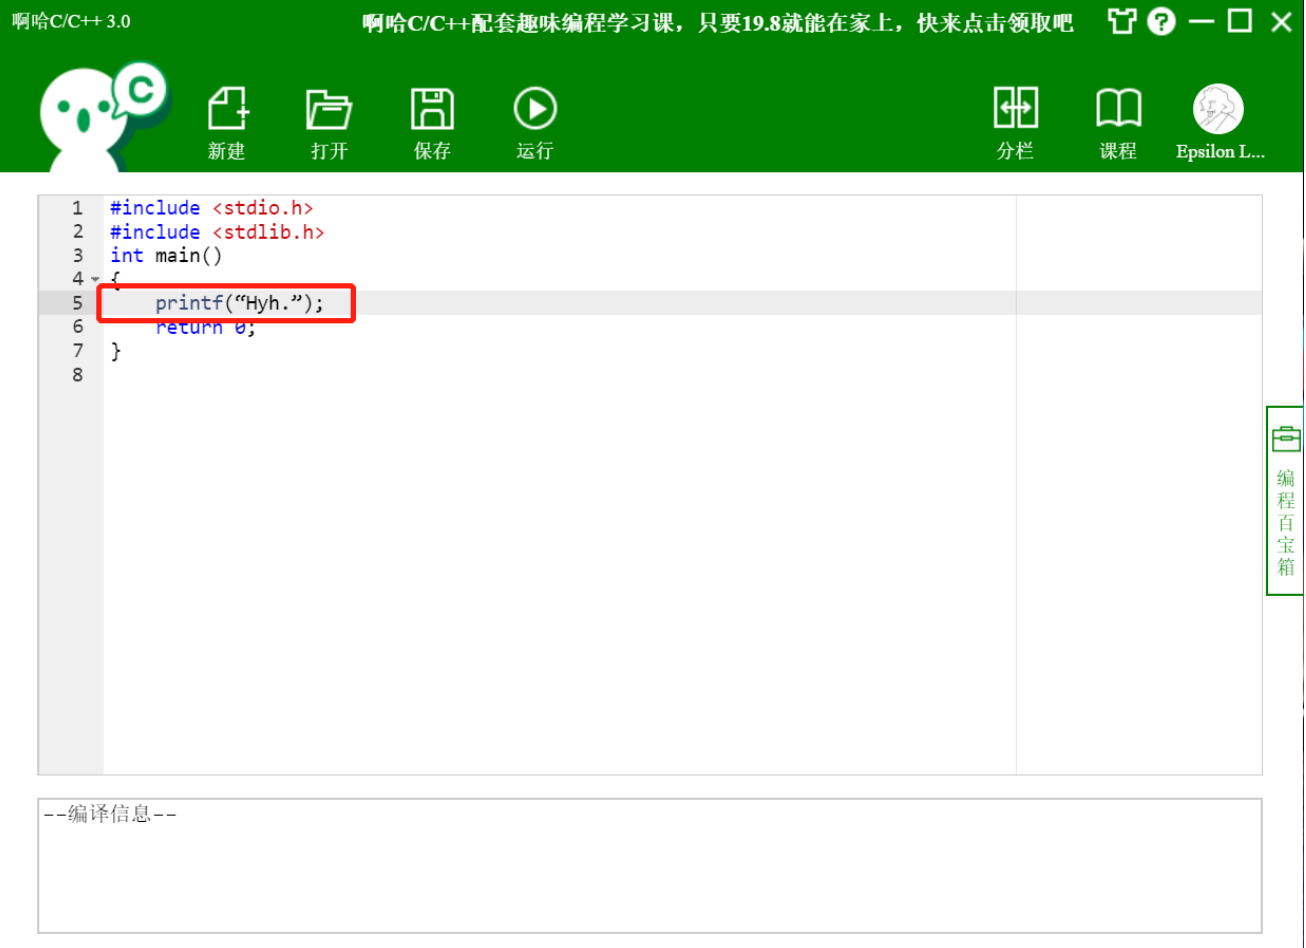 啊哈C/C++ 3.0
啊哈C/C++配套趣味编程学习课，只要19.8就能在家上，快来点击领取吧
C
新建
打开
保存
运行
分栏
课程
Epsilon L...
1 #include <stdio.h>
2 #include <stdlib.h>
3 int main()
4 {
5 printf(“Hyh.”);
6 return 0;
7 }
8
编程百宝箱
--编译信息--